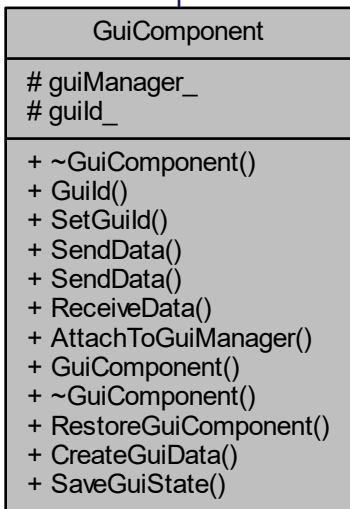 GuiComponent
# guiManager_
# guiId_
+ ~GuiComponent()
+ GuiId()
+ SetGuiId()
+ SendData()
+ SendData()
+ ReceiveData()
+ AttachToGuiManager()
+ GuiComponent()
+ ~GuiComponent()
+ RestoreGuiComponent()
+ CreateGuiData()
+ SaveGuiState()